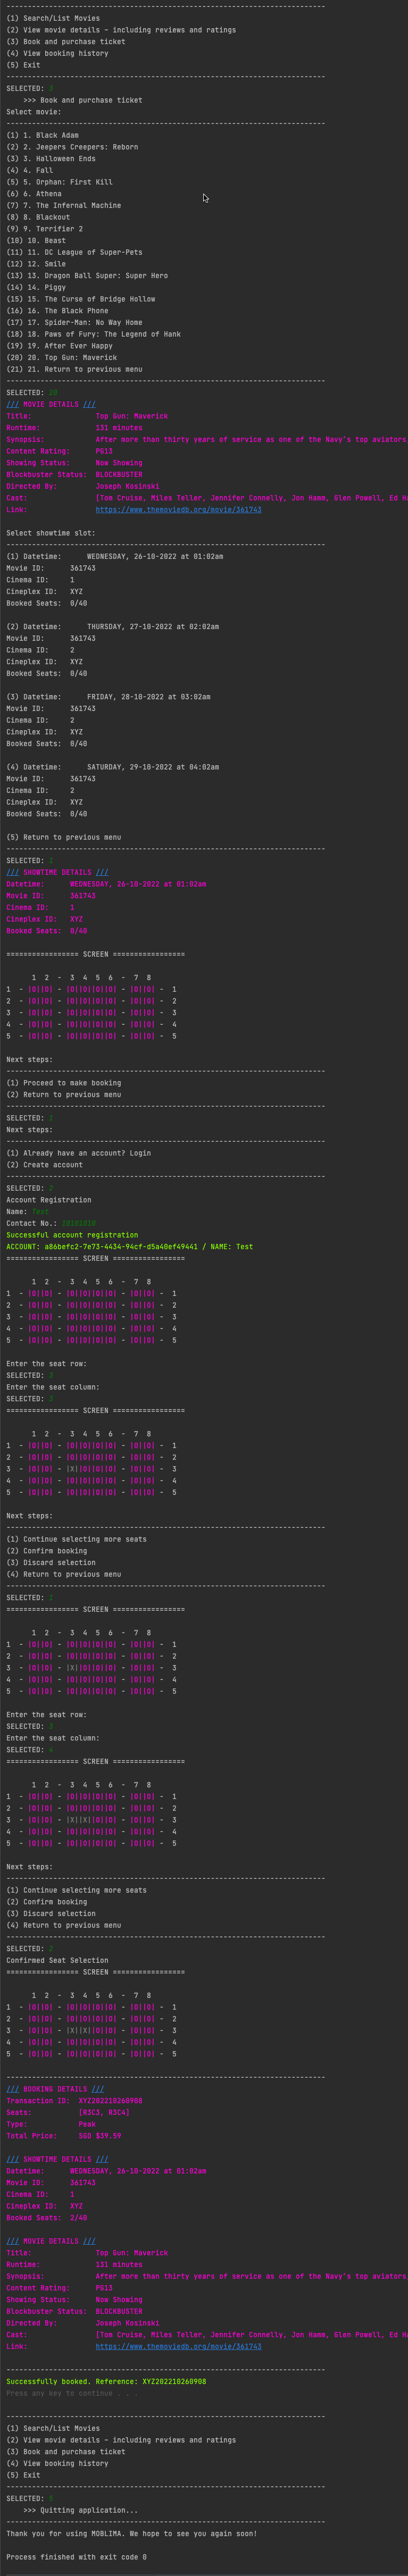 --------------------------------------------------------------------------
(1) Search/List Movies
(2) View movie details – including reviews and ratings
(3) Book and purchase ticket
(4) View booking history
(5) Exit
--------------------------------------------------------------------------
SELECTED: 3
>>> Book and purchase ticket
Select movie:
--------------------------------------------------------------------------
(1) 1. Black Adam
(2) 2. Jeepers Creepers: Reborn
(3) 3. Halloween Ends
(4) 4. Fall
(5) 5. Orphan: First Kill
(6) 6. Athena
(7) 7. The Infernal Machine
(8) 8. Blackout
(9) 9. Terrifier 2
(10) 10. Beast
(11) 11. DC League of Super-Pets
(12) 12. Smile
(13) 13. Dragon Ball Super: Super Hero
(14) 14. Piggy
(15) 15. The Curse of Bridge Hollow
(16) 16. The Black Phone
(17) 17. Spider-Man: No Way Home
(18) 18. Paws of Fury: The Legend of Hank
(19) 19. After Ever Happy
(20) 20. Top Gun: Maverick
(21) 21. Return to previous menu
--------------------------------------------------------------------------
SELECTED: 20
/// MOVIE DETAILS ///
Title: Top Gun: Maverick
Runtime: 131 minutes
Synopsis: After more than thirty years of service as one of the Navy's top aviators
Content Rating: PG13
Showing Status: Now Showing
Blockbuster Status: BLOCKBUSTER
Directed By: Joseph Kosinski
Cast: [Tom Cruise, Miles Teller, Jennifer Connelly, Jon Hamm, Glen Powell, Ed H
Link: https://www.themoviedb.org/movie/361743
Select showtime slot:
--------------------------------------------------------------------------
(1) Datetime: WEDNESDAY, 26-10-2022 at 01:02am
Movie ID: 361743
Cinema ID: 1
Cineplex ID: XYZ
Booked Seats: 0/40
(2) Datetime: THURSDAY, 27-10-2022 at 02:02am
Movie ID: 361743
Cinema ID: 2
Cineplex ID: XYZ
Booked Seats: 0/40
(3) Datetime: FRIDAY, 28-10-2022 at 03:02am
Movie ID: 361743
Cinema ID: 2
Cineplex ID: XYZ
Booked Seats: 0/40
(4) Datetime: SATURDAY, 29-10-2022 at 04:02am
Movie ID: 361743
Cinema ID: 2
Cineplex ID: XYZ
Booked Seats: 0/40
(5) Return to previous menu
--------------------------------------------------------------------------
SELECTED: 1
/// SHOWTIME DETAILS ///
Datetime: WEDNESDAY, 26-10-2022 at 01:02am
Movie ID: 361743
Cinema ID: 1
Cineplex ID: XYZ
Booked Seats: 0/40
================= SCREEN =================
1 2 - 3 4 5 6 - 7 8
1 - |O||O| - |O||O||O||O| - |O||O| - 1
2 - |O||O| - |O||O||O||O| - |O||O| - 2
3 - |O||O| - |O||O||O||O| - |O||O| - 3
4 - |O||O| - |O||O||O||O| - |O||O| - 4
5 - |O||O| - |O||O||O||O| - |O||O| - 5
Next steps:
--------------------------------------------------------------------------
(1) Proceed to make booking
(2) Return to previous menu
--------------------------------------------------------------------------
SELECTED: 1
Next steps:
--------------------------------------------------------------------------
(1) Already have an account? Login
(2) Create account
--------------------------------------------------------------------------
SELECTED: 2
Account Registration
Name: Test
Contact No.:
Successful account registration
ACCOUNT: a86befc2-7e73-4434-94cf-d5a40ef49441 / NAME: Test
================= SCREEN =================
1 2 - 3 4 5 6 - 7 8
1 - |O||O| - |O||O||O||O| - |O||O| - 1
2 - |O||O| - |O||O||O||O| - |O||O| - 2
3 - |O||O| - |O||O||O||O| - |O||O| - 3
4 - |O||O| - |O||O||O||O| - |O||O| - 4
5 - |O||O| - |O||O||O||O| - |O||O| - 5
Enter the seat row:
SELECTED: 3
Enter the seat column:
SELECTED: 3
================= SCREEN =================
1 2 - 3 4 5 6 - 7 8
1 - |O||O| - |O||O||O||O| - |O||O| - 1
2 - |O||O| - |O||O||O||O| - |O||O| - 2
3 - |O||O| - |X||O||O||O| - |O||O| - 3
4 - |O||O| - |O||O||O||O| - |O||O| - 4
5 - |O||O| - |O||O||O||O| - |O||O| - 5
Next steps:
--------------------------------------------------------------------------
(1) Continue selecting more seats
(2) Confirm booking
(3) Discard selection
(4) Return to previous menu
--------------------------------------------------------------------------
SELECTED: 1
================= SCREEN =================
1 2 - 3 4 5 6 - 7 8
1 - |O||O| - |O||O||O||O| - |O||O| - 1
2 - |O||O| - |O||O||O||O| - |O||O| - 2
3 - |O||O| - |X||O||O||O| - |O||O| - 3
4 - |O||O| - |O||O||O||O| - |O||O| - 4
5 - |O||O| - |O||O||O||O| - |O||O| - 5
Enter the seat row:
SELECTED: 3
Enter the seat column:
SELECTED: 4
================= SCREEN =================
1 2 - 3 4 5 6 - 7 8
1 - |O||O| - |O||O||O||O| - |O||O| - 1
2 - |O||O| - |O||O||O||O| - |O||O| - 2
3 - |O||O| - |X||X||O||O| - |O||O| - 3
4 - |O||O| - |O||O||O||O| - |O||O| - 4
5 - |O||O| - |O||O||O||O| - |O||O| - 5
Next steps:
--------------------------------------------------------------------------
(1) Continue selecting more seats
(2) Confirm booking
(3) Discard selection
(4) Return to previous menu
--------------------------------------------------------------------------
SELECTED: 2
Confirmed Seat Selection
================= SCREEN =================
1 2 - 3 4 5 6 - 7 8
1 - |O||O| - |O||O||O||O| - |O||O| - 1
2 - |O||O| - |O||O||O||O| - |O||O| - 2
3 - |O||O| - |X||X||O||O| - |O||O| - 3
4 - |O||O| - |O||O||O||O| - |O||O| - 4
5 - |O||O| - |O||O||O||O| - |O||O| - 5
--------------------------------------------------------------------------
/// BOOKING DETAILS ///
Transaction ID: XYZ202210260908
Seats: [R3C3, R3C4]
Type: Peak
Total Price: SGD $39.59
/// SHOWTIME DETAILS ///
Datetime: WEDNESDAY, 26-10-2022 at 01:02am
Movie ID: 361743
Cinema ID: 1
Cineplex ID: XYZ
Booked Seats: 2/40
/// MOVIE DETAILS ///
Title: Top Gun: Maverick
Runtime: 131 minutes
Synopsis: After more than thirty years of service as one of the Navy's top aviators
Content Rating: PG13
Showing Status: Now Showing
Blockbuster Status: BLOCKBUSTER
Directed By: Joseph Kosinski
Cast: [Tom Cruise, Miles Teller, Jennifer Connelly, Jon Hamm, Glen Powell, Ed H
Link: https://www.themoviedb.org/movie/361743
--------------------------------------------------------------------------
Successfully booked. Reference: XYZ202210260908
Press any key to continue . . .
--------------------------------------------------------------------------
(1) Search/List Movies
(2) View movie details – including reviews and ratings
(3) Book and purchase ticket
(4) View booking history
(5) Exit
--------------------------------------------------------------------------
SELECTED: 5
>>> Quitting application...
--------------------------------------------------------------------------
Thank you for using MOBLIMA. We hope to see you again soon!
Process finished with exit code 0